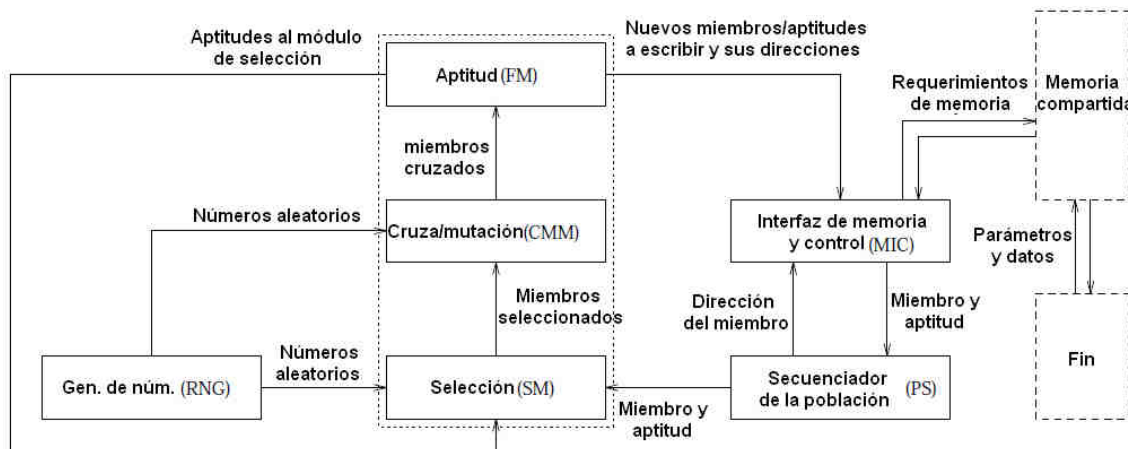 Aptitudes al módulo
de selección
Aptitud (FM)
Nuevos miembros/aptitudes
a escribir y sus direcciones
Requerimientos
de memoria
Memoria
compartida
miembros
cruzados
Números aleatorios
Cruza/mutación (CMM)
Interfaz de memoria
y control (MIC)
Parámetros
y datos
Miembros
seleccionados
Dirección
del miembro
Miembro y
aptitud
Números
aleatorios
Gen. de núm. (RNG)
Selección (SM)
Miembro y
aptitud
Secuenciador
de la población (PS)
Fin